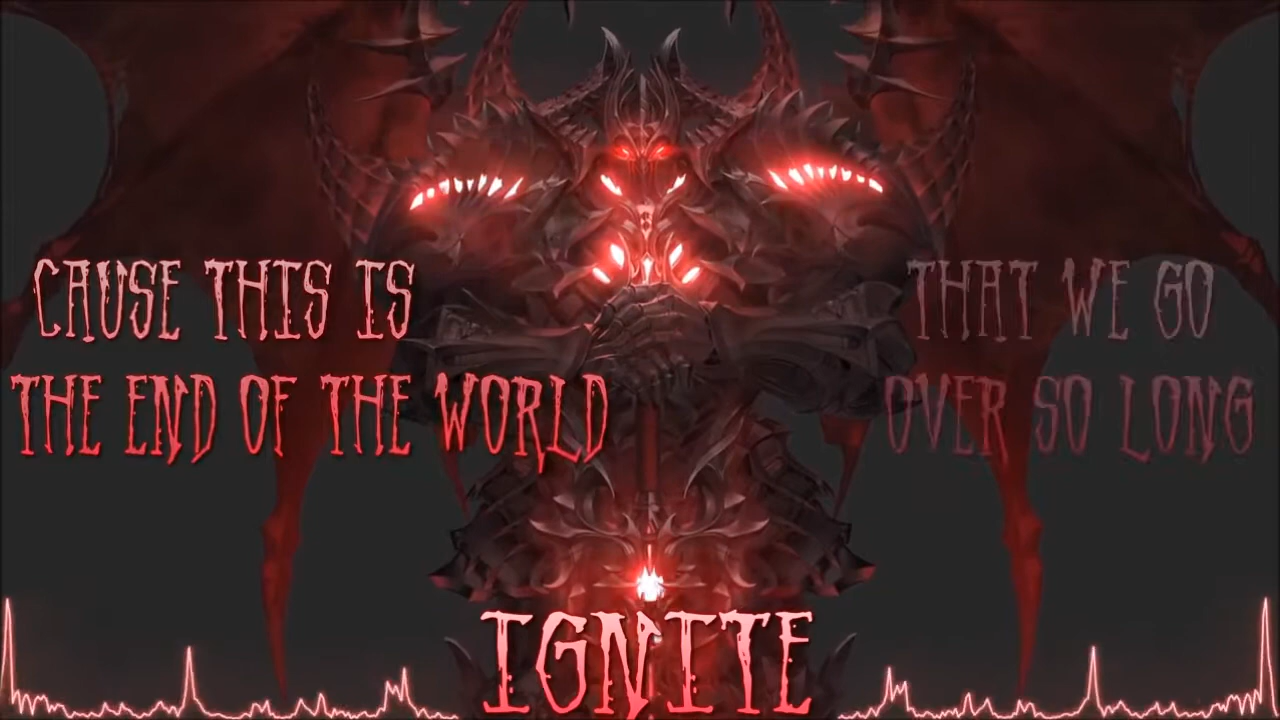 CAUSE THIS IS
THE END OF THE WORLD
THAT WE GO
OVER SO LONG
IGNITE